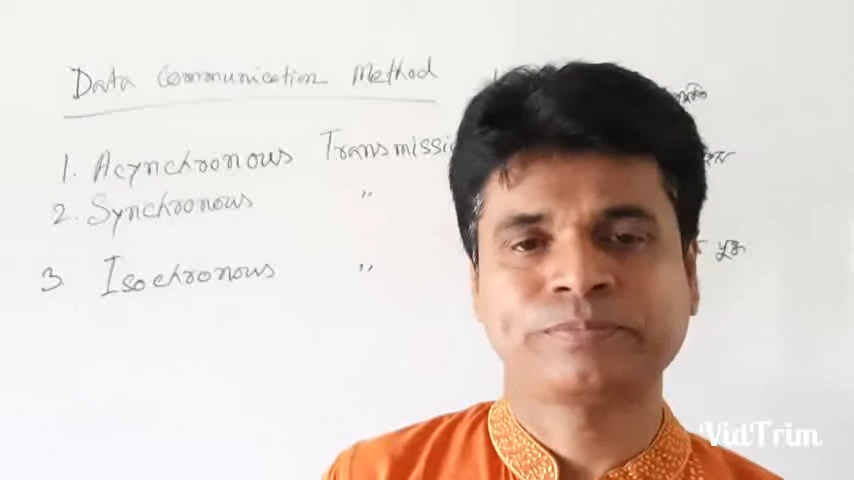 Data Communication Method
1. Acynchronous Transmissi
2. Synchronous "
3 Isochronous "
VidTrim